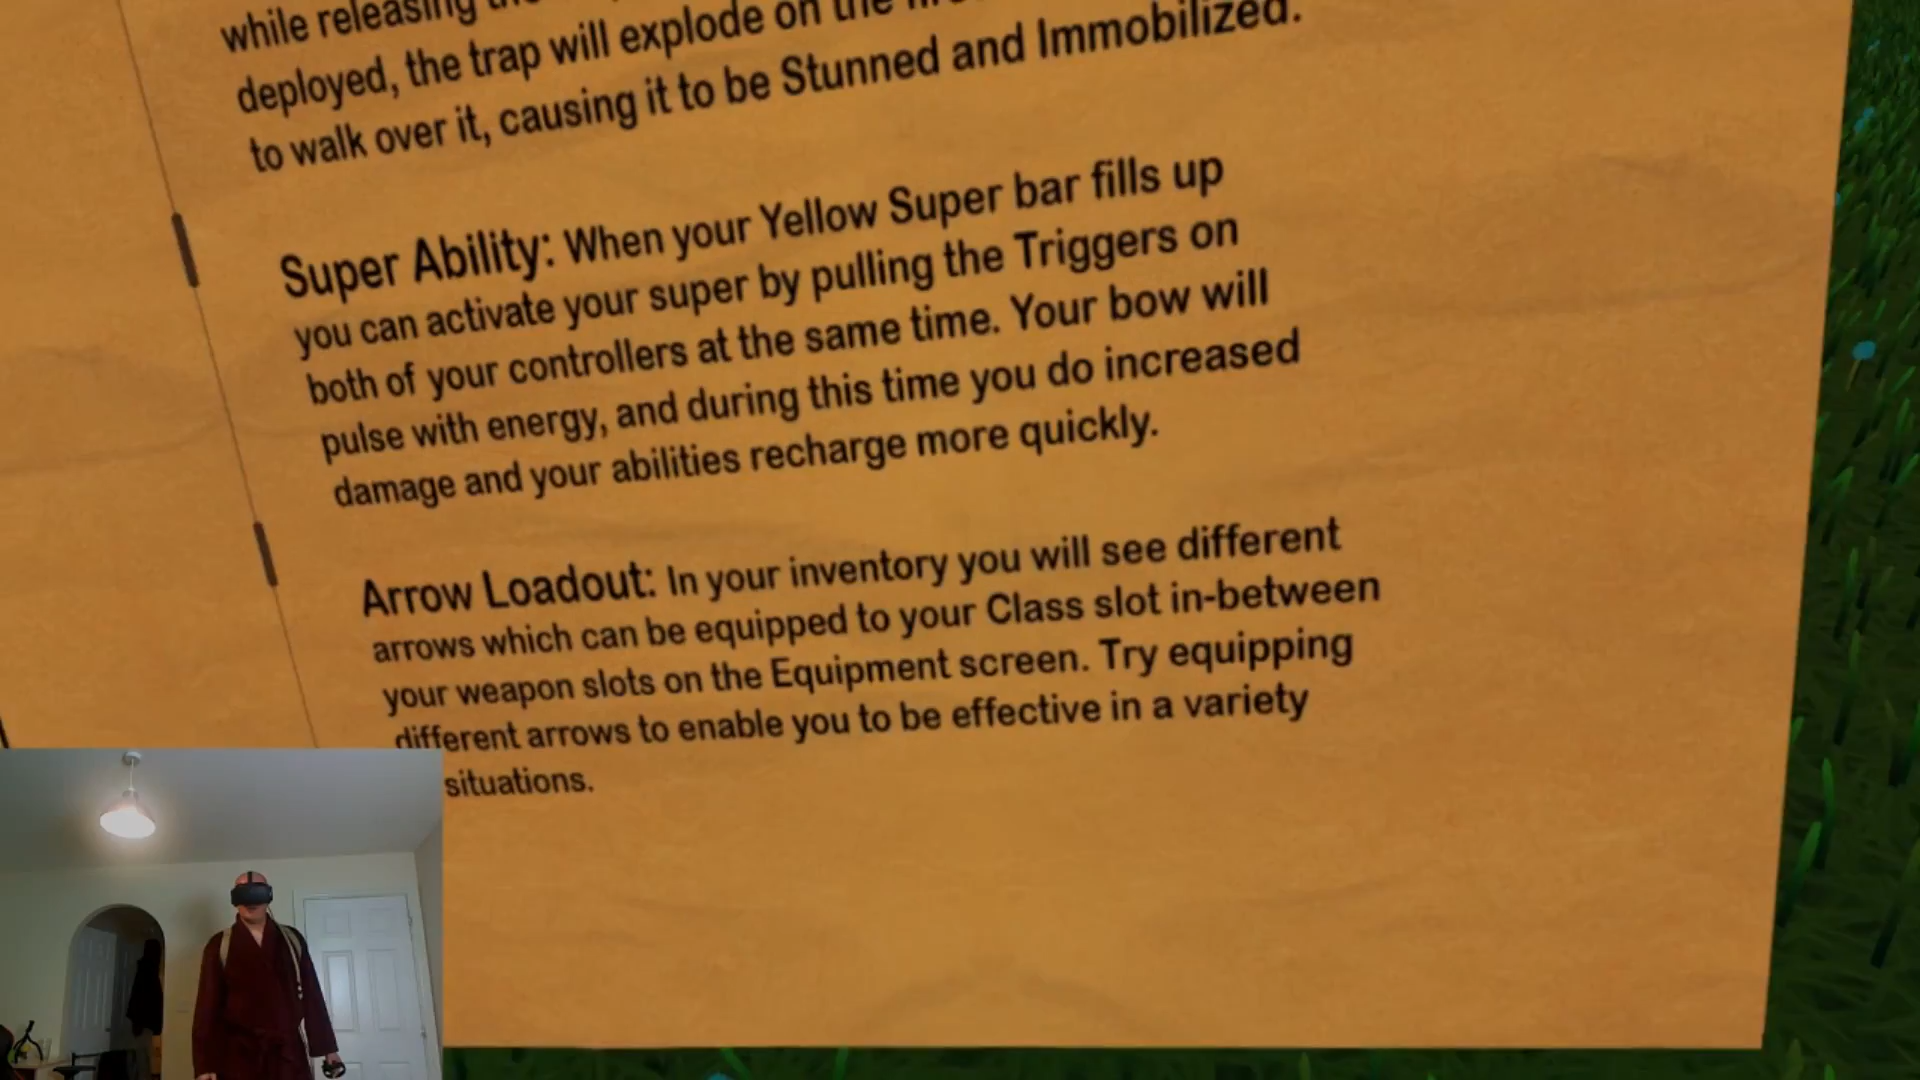 while releasing
deployed, the trap will explode on the
to walk over it, causing it to be Stunned and Immobilized.
Super Ability: When your Yellow Super bar fills up
you can activate your super by pulling the Triggers on
both of your controllers at the same time. Your bow will
pulse with energy, and during this time you do increased
damage and your abilities recharge more quickly.
Arrow Loadout: In your inventory you will see different
arrows which can be equipped to your Class slot in-between
your weapon slots on the Equipment screen. Try equipping
different arrows to enable you to be effective in a variety
situations.